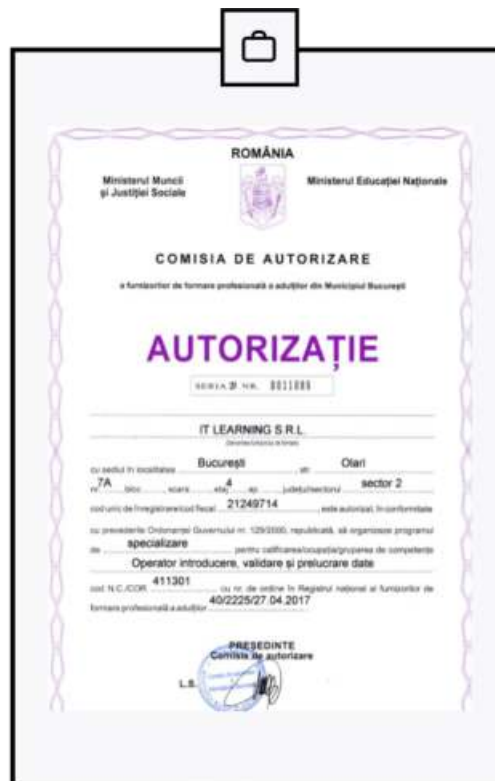 ROMÂNIA
Ministerul Muncii
și Justiției Sociale
Ministerul Educației Naționale
COMISIA DE AUTORIZARE
a furnizorilor de formare profesională a adulților din Municipiul București
AUTORIZAȚIE
SERIA NR.
IT LEARNING S.R.L.
cu sediul în localitatea București str Olari
nr. 7A bloc scara etaj 4 ap județul/sectorul sector 2
cod unic de înregistrare/cod fiscal 21249714 este autorizat, în conformitate
cu prevederile Ordonanței Guvernului nr. 129/2000, republicată, să organizeze programul
de specializare pentru calificarea/ocupația/gruparea de competențe
Operator introducere, validare și prelucrare date
cod N.C./COR 411301 cu nr. de ordine în Registrul național al furnizorilor de
formare profesională a adulților 40/2225/27.04.2017
PREȘEDINTE
Comisia de autorizare
L.S.